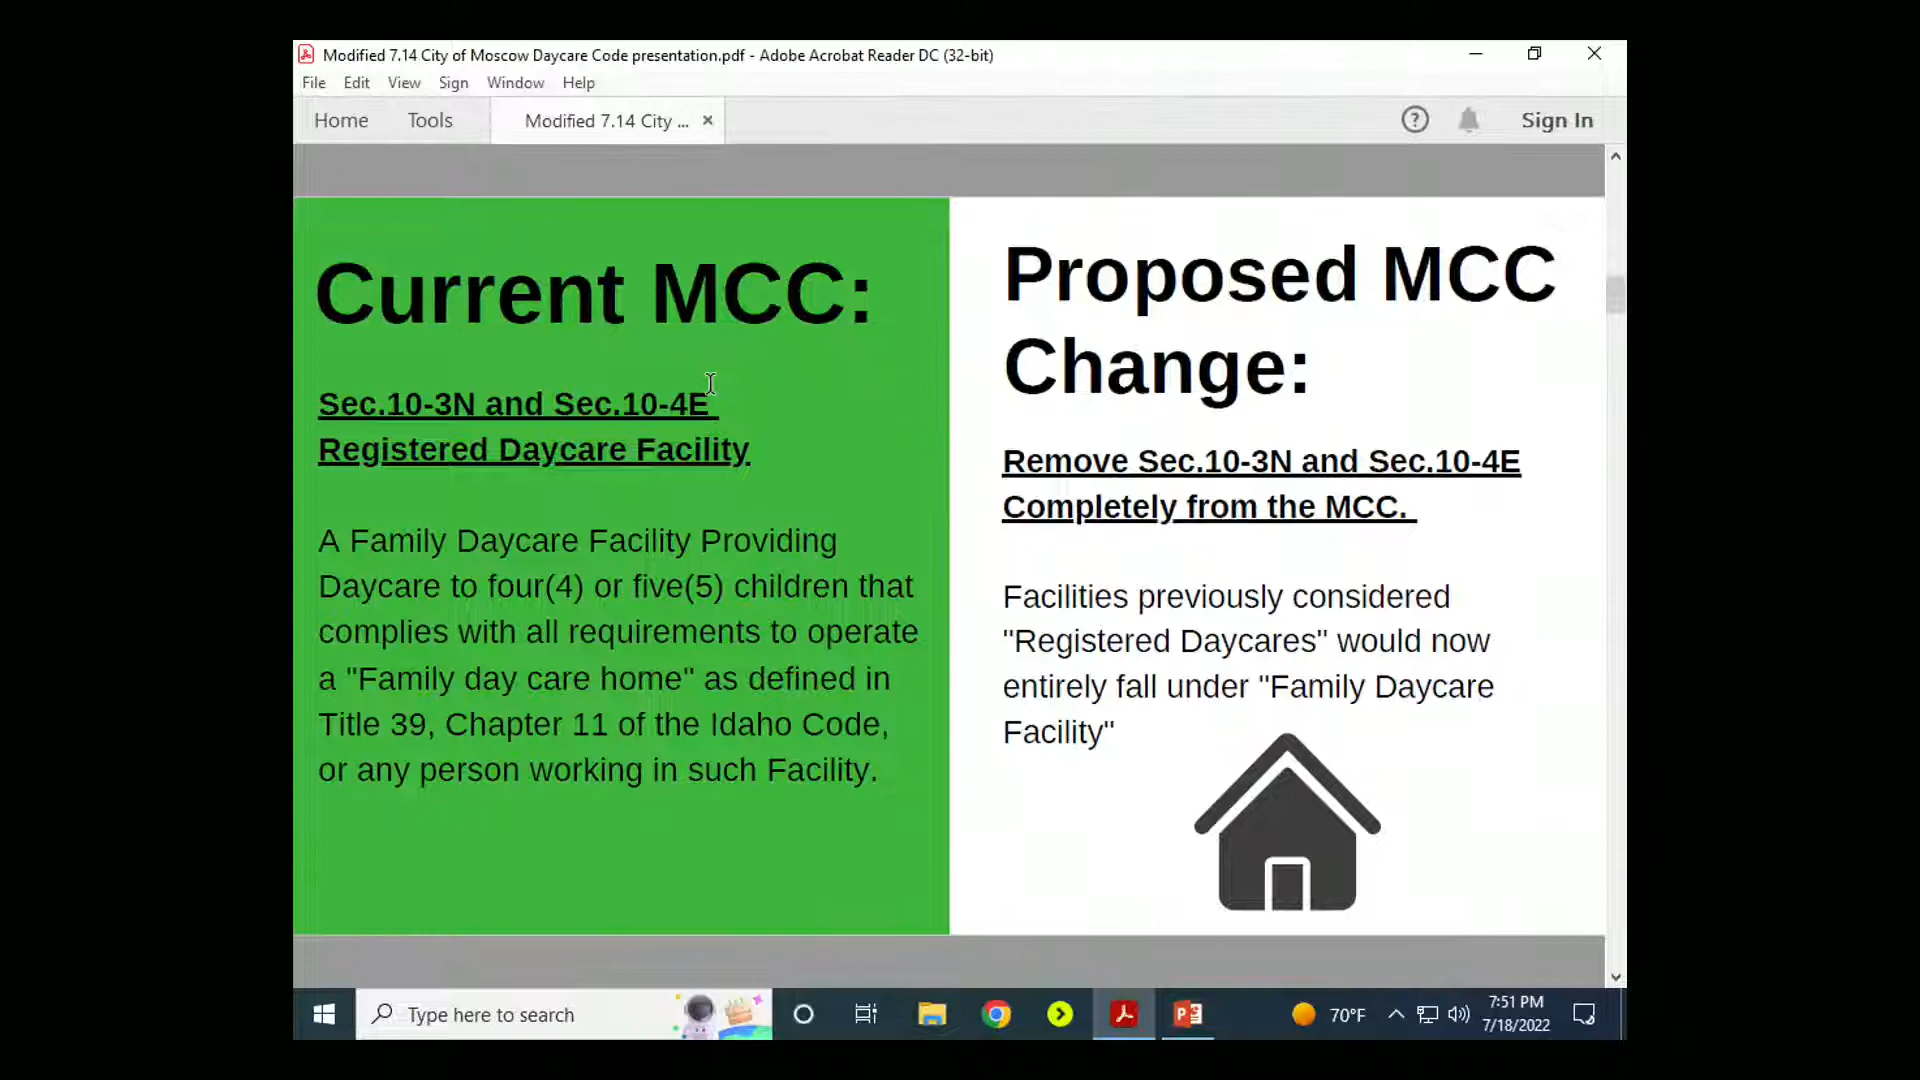 Modified 7.14 City of Moscow Daycare Code presentation.pdf - Adobe Acrobat Reader DC (32-bit)
File Edit View Sign Window Help
Home Tools Modified 7.14 City ... × ? Sign In
Current MCC:
Sec.10-3N and Sec.10-4E
Registered Daycare Facility
A Family Daycare Facility Providing
Daycare to four(4) or five(5) children that
complies with all requirements to operate
a "Family day care home" as defined in
Title 39, Chapter 11 of the Idaho Code,
or any person working in such Facility.
Proposed MCC
Change:
Remove Sec.10-3N and Sec.10-4E
Completely from the MCC.
Facilities previously considered
"Registered Daycares" would now
entirely fall under "Family Daycare
Facility"
Type here to search
70°F
7:51 PM
7/18/2022